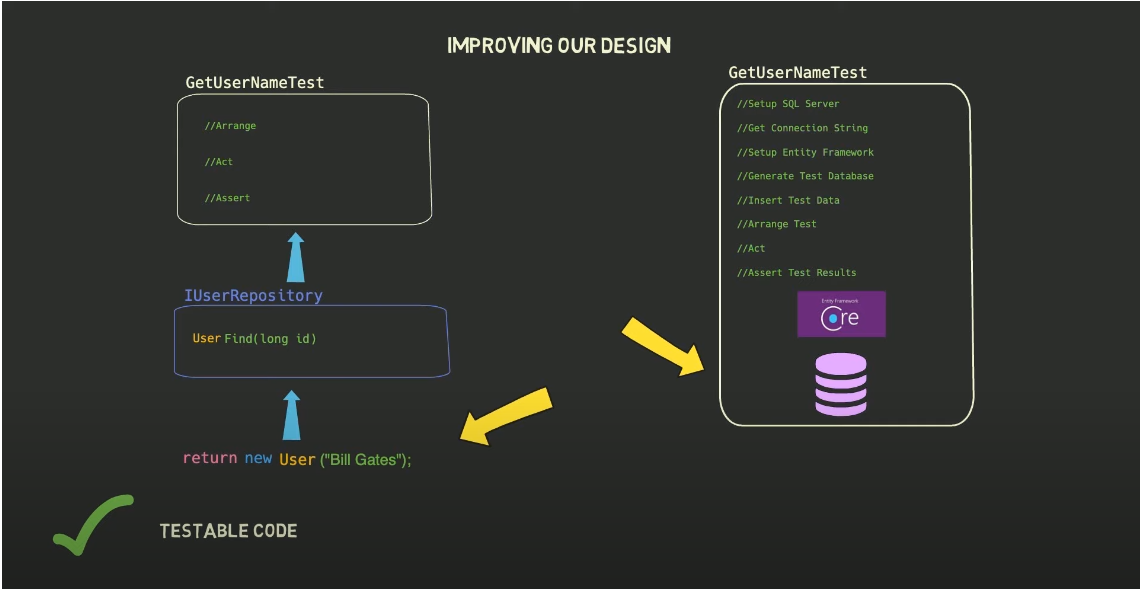 IMPROVING OUR DESIGN
GetUserNameTest
//Arrange
//Act
//Assert
IUserRepository
User Find(long id)
return new User ("Bill Gates");
TESTABLE CODE
GetUserNameTest
//Setup SQL Server
//Get Connection String
//Setup Entity Framework
//Generate Test Database
//Insert Test Data
//Arrange Test
//Act
//Assert Test Results
Entity Framework
Core